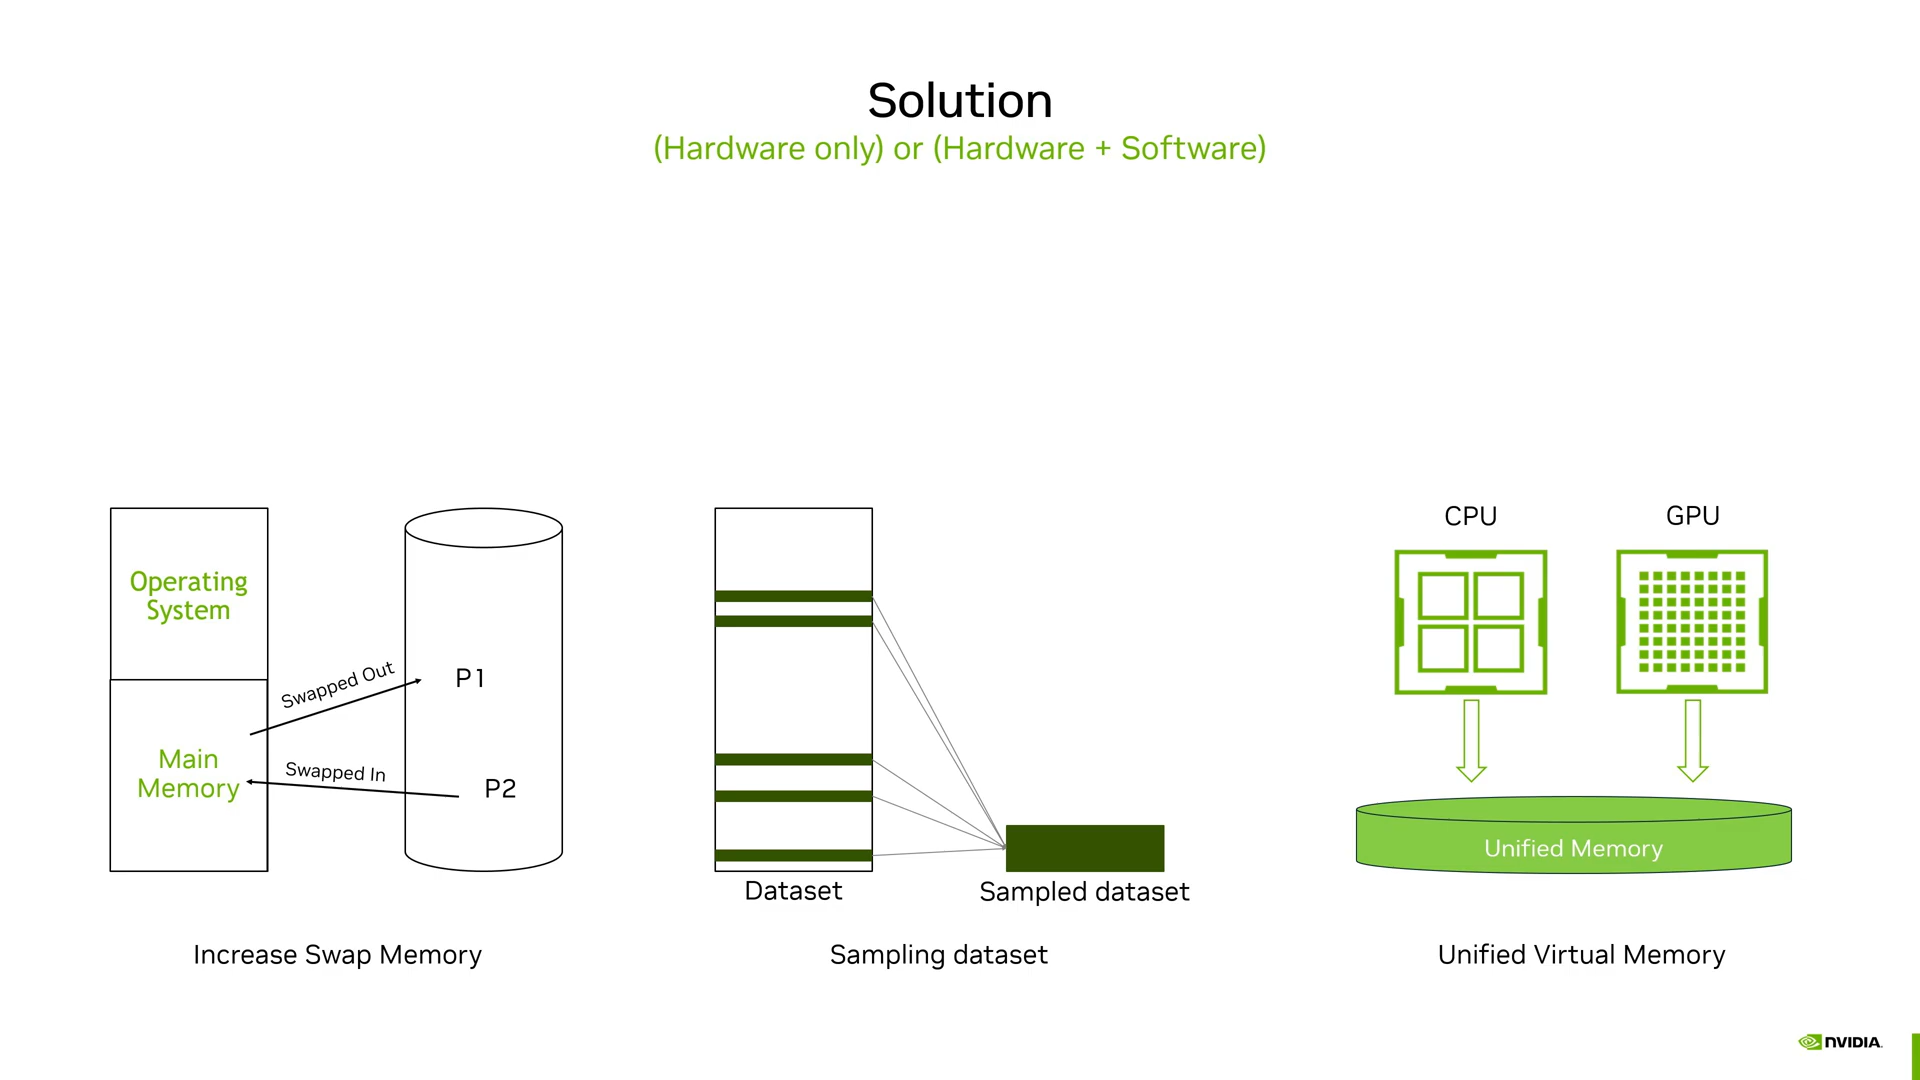 Solution
(Hardware only) or (Hardware + Software)
Operating
System
Main
Memory
Swapped Out
Swapped In
P1
P2
Increase Swap Memory
Dataset
Sampled dataset
Sampling dataset
CPU
GPU
Unified Memory
Unified Virtual Memory
NVIDIA.